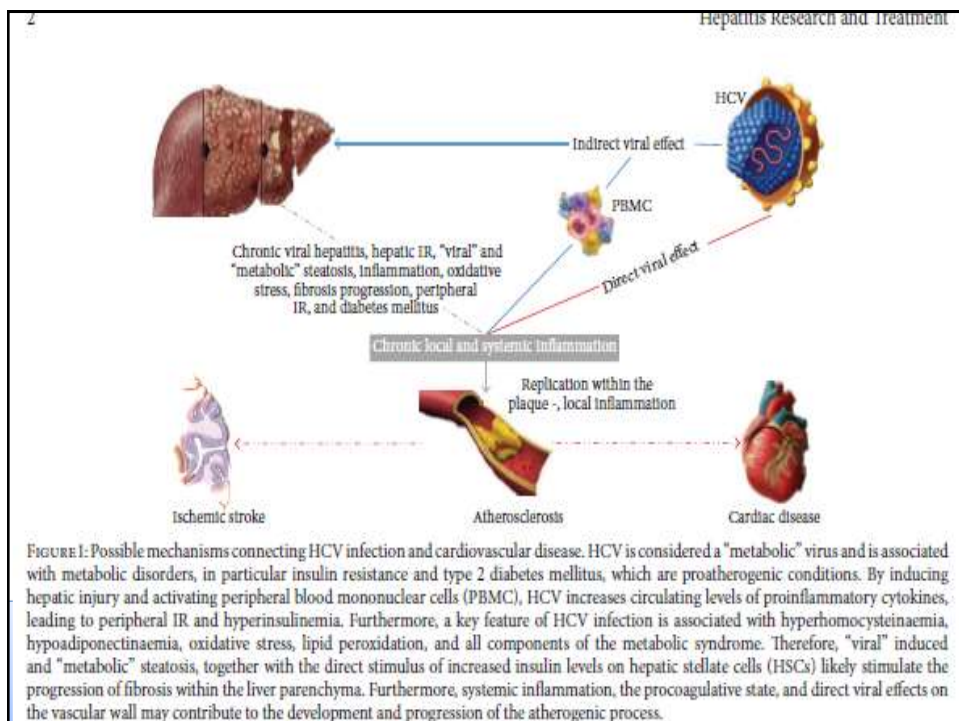 2 Hepatitis Research and Treatment
HCV
Indirect viral effect
PBMC
Direct viral effect
Chronic viral hepatitis, hepatic IR, “viral” and
“metabolic” steatosis, inflammation, oxidative
stress, fibrosis progression, peripheral
IR, and diabetes mellitus
Chronic local and systemic inflammation
Replication within the
plaque -, local inflammation
Ischemic stroke
Atherosclerosis
Cardiac disease
FIGURE 1: Possible mechanisms connecting HCV infection and cardiovascular disease. HCV is considered a “metabolic” virus and is associated
with metabolic disorders, in particular insulin resistance and type 2 diabetes mellitus, which are proatherogenic conditions. By inducing
hepatic injury and activating peripheral blood mononuclear cells (PBMC), HCV increases circulating levels of proinflammatory cytokines,
leading to peripheral IR and hyperinsulinemia. Furthermore, a key feature of HCV infection is associated with hyperhomocysteinaemia,
hypoadiponectinaemia, oxidative stress, lipid peroxidation, and all components of the metabolic syndrome. Therefore, “viral” induced
and “metabolic” steatosis, together with the direct stimulus of increased insulin levels on hepatic stellate cells (HSCs) likely stimulate the
progression of fibrosis within the liver parenchyma. Furthermore, systemic inflammation, the procoagulative state, and direct viral effects on
the vascular wall may contribute to the development and progression of the atherogenic process.